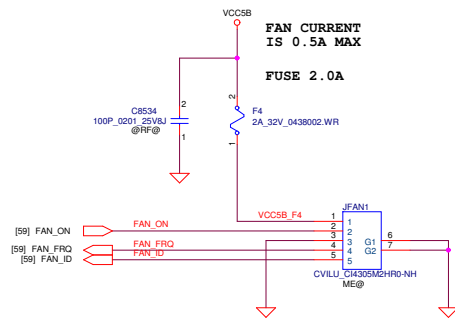 VCC5B
FAN CURRENT
IS 0.5A MAX
FUSE 2.0A
C8534
100P_0201_25V8J
@RF@
2
1
2
1
F4
2A_32V_0438002.WR
JFAN1
VCC5B_F4
[59] FAN_ON
FAN_ON
[59] FAN_FRQ
FAN_FRQ
[59] FAN_ID
FAN_ID
1
2
3
4
5
1
2
3
4
5
G1
G2
6
7
CVILU_CI4305M2HR0-NH
ME@